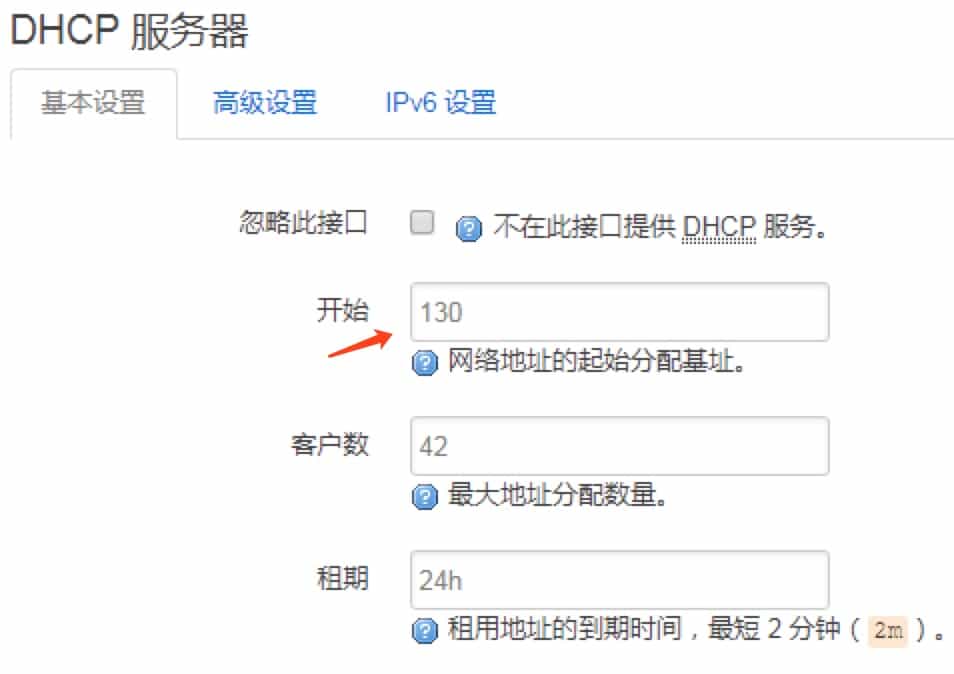 DHCP 服务器
基本设置 高级设置 IPv6 设置
忽略此接口 不在此接口提供 DHCP 服务。
开始 130
网络地址的起始分配基址。
客户数 42
最大地址分配数量。
租期 24h
租用地址的到期时间，最短 2 分钟（2m）。